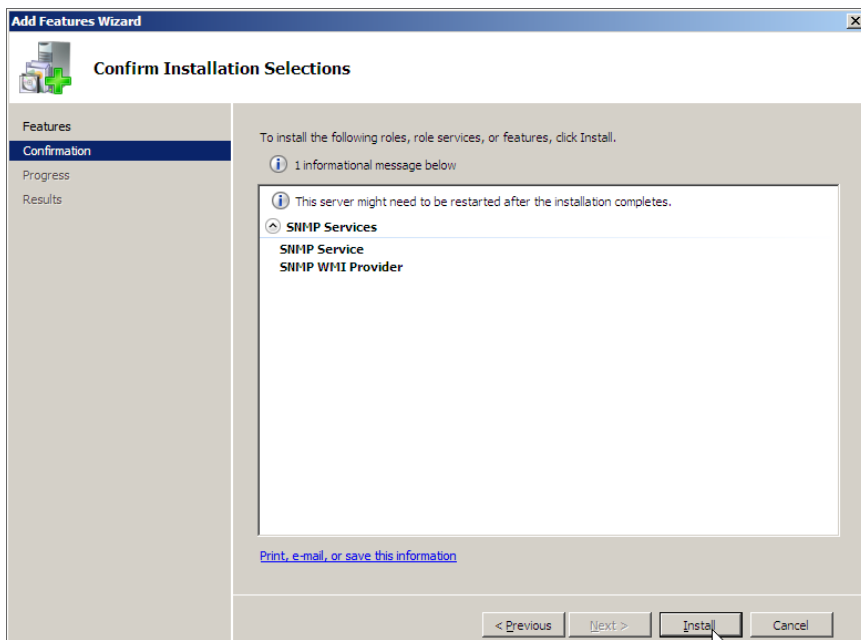 Add Features Wizard
Confirm Installation Selections
Features
Confirmation
Progress
Results
To install the following roles, role services, or features, click Install.
1 informational message below
This server might need to be restarted after the installation completes.
SNMP Services
SNMP Service
SNMP WMI Provider
Print, e-mail, or save this information
< Previous Next > Install Cancel